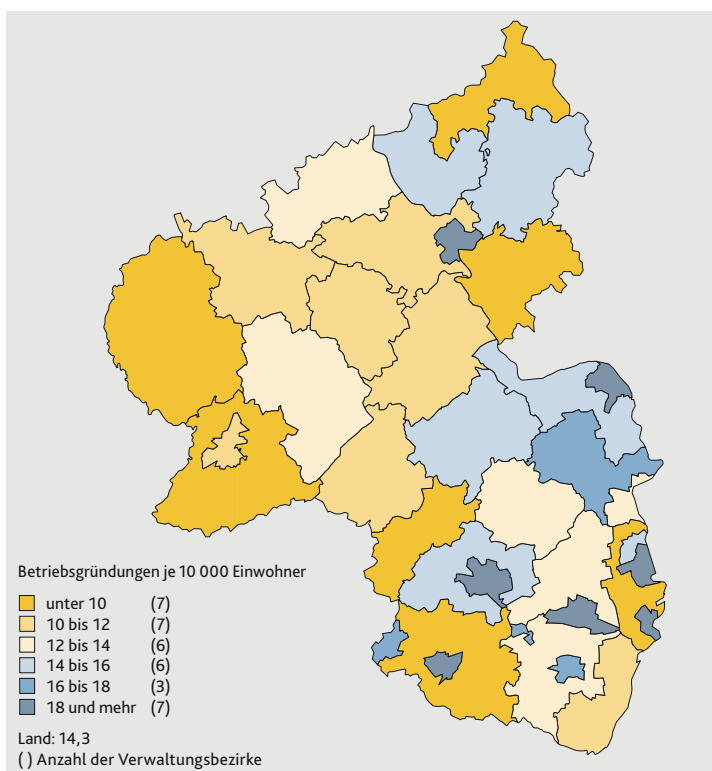 Betriebsgründungen je 10 000 Einwohner
unter 10 (7)
10 bis 12 (7)
12 bis 14 (6)
14 bis 16 (6)
16 bis 18 (3)
18 und mehr (7)
Land: 14,3
( ) Anzahl der Verwaltungsbezirke